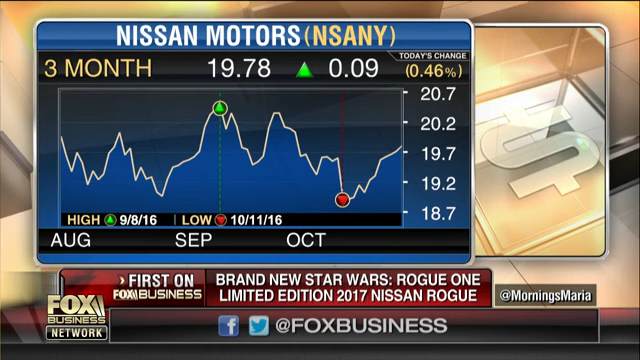 NISSAN MOTORS (NSANY)
3 MONTH 19.78 0.09
TODAY'S CHANGE
(0.46%)
20.7
20.2
19.7
19.2
18.7
HIGH 9/8/16 LOW 10/11/16
AUG SEP OCT
FIRST ON
FOX BUSINESS
BRAND NEW STAR WARS: ROGUE ONE
LIMITED EDITION 2017 NISSAN ROGUE
@MorningsMaria
FOX
BUSINESS
NETWORK
@FOXBUSINESS